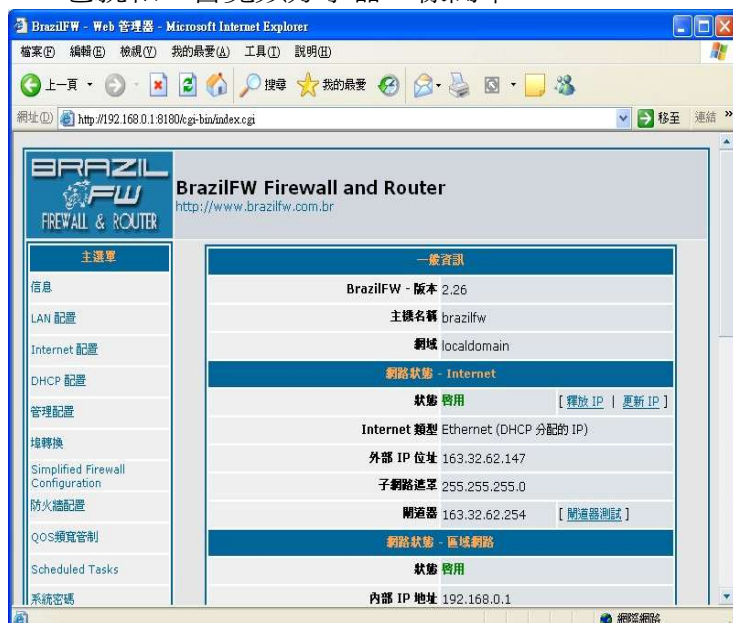 BrazilFW - Web 管理器 - Microsoft Internet Explorer
檔案(F) 編輯(E) 檢視(V) 我的最愛(A) 工具(T) 說明(H)
上一頁 搜尋 我的最愛
網址(D) http://192.168.0.1:8180/cgi-bin/index.cgi 移至 連結 »
BRAZIL
FW
FIREWALL & ROUTER
BrazilFW Firewall and Router
http://www.brazilfw.com.br
主選單
信息
LAN 配置
Internet 配置
DHCP 配置
管理配置
埠轉換
Simplified Firewall
Configuration
防火牆配置
QOS頻寬管制
Scheduled Tasks
系統密碼
一般資訊
BrazilFW - 版本 2.26
主機名稱 brazilfw
網域 localdomain
網路狀態 - Internet
狀態 啓用 [ 釋放 IP | 更新 IP ]
Internet 類型 Ethernet (DHCP 分配的 IP)
外部 IP 位址 163.32.62.147
子網路遮罩 255.255.255.0
閘道器 163.32.62.254 [ 閘道器測試 ]
網路狀態 - 區域網路
狀態 啓用
內部 IP 地址 192.168.0.1
網際網路